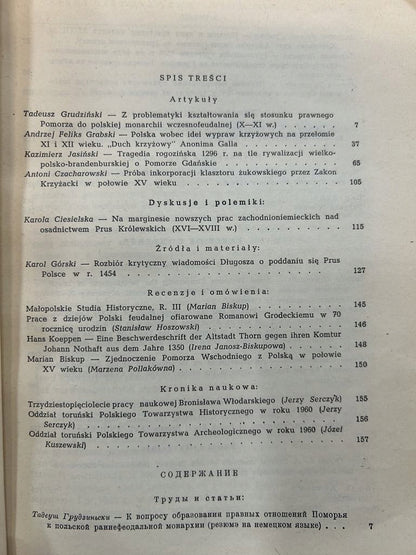 SPIS TREŚCI
Artykuły
Tadeusz Grudziński — Z problematyki kształtowania się stosunku prawnego
Pomorza do polskiej monarchii wczesnofeudalnej (X—XI w.) . . . . . . . 7
Andrzej Feliks Grabski — Polska wobec idei wypraw krzyżowych na przełomie
XI i XII wieku. „Duch krzyżowy" Anonima Galla . . . . . . . . 37
Kazimierz Jasiński — Tragedia rogozińska 1296 r. na tle rywalizacji wielko-
polsko-brandenburskiej o Pomorze Gdańskie . . . . . . . . 65
Antoni Czacharowski — Próba inkorporacji klasztoru żukowskiego przez Zakon
Krzyżacki w połowie XV wieku . . . . . . . . 105
Dyskusje i polemiki:
Karola Ciesielska — Na marginesie nowszych prac zachodnioniemieckich nad
osadnictwem Prus Królewskich (XVI—XVIII w.) . . . . . . . 115
Źródła i materiały:
Karol Górski — Rozbiór krytyczny wiadomości Długosza o poddaniu się Prus
Polsce w r. 1454 . . . . . . . . 127
Recenzje i omówienia:
Małopolskie Studia Historyczne, R. III (Marian Biskup) . . . . . 145
Prace z dziejów Polski feudalnej ofiarowane Romanowi Grodeckiemu w 70
rocznicę urodzin (Stanisław Hoszowski) . . . . . . . . 146
Hans Koeppen — Eine Beschwerdeschrift der Altstadt Thorn gegen ihren Komtur
Johann Nothaft aus dem Jahre 1350 (Irena Janosz-Biskupowa) . . . . 148
Marian Biskup — Zjednoczenie Pomorza Wschodniego z Polską w połowie
XV wieku (Marzena Pollakówna) . . . . . . . . 150
Kronika naukowa:
Trzydziestopięciolecie pracy naukowej Bronisława Włodarskiego (Jerzy Serczyk) 155
Oddział toruński Polskiego Towarzystwa Historycznego w roku 1960 (Jerzy
Serczyk) . . . . . . . . 156
Oddział toruński Polskiego Towarzystwa Archeologicznego w roku 1960 (Józef
Kuszewski) . . . . . . . . 157
СОДЕРЖАНИЕ
Труды и статьи:
Тадеуш Грудзиньски — К вопросу образования правных отношений Поморья
к польской раннефеодальной монархии (резюмэ на немецком языке) . . . 7